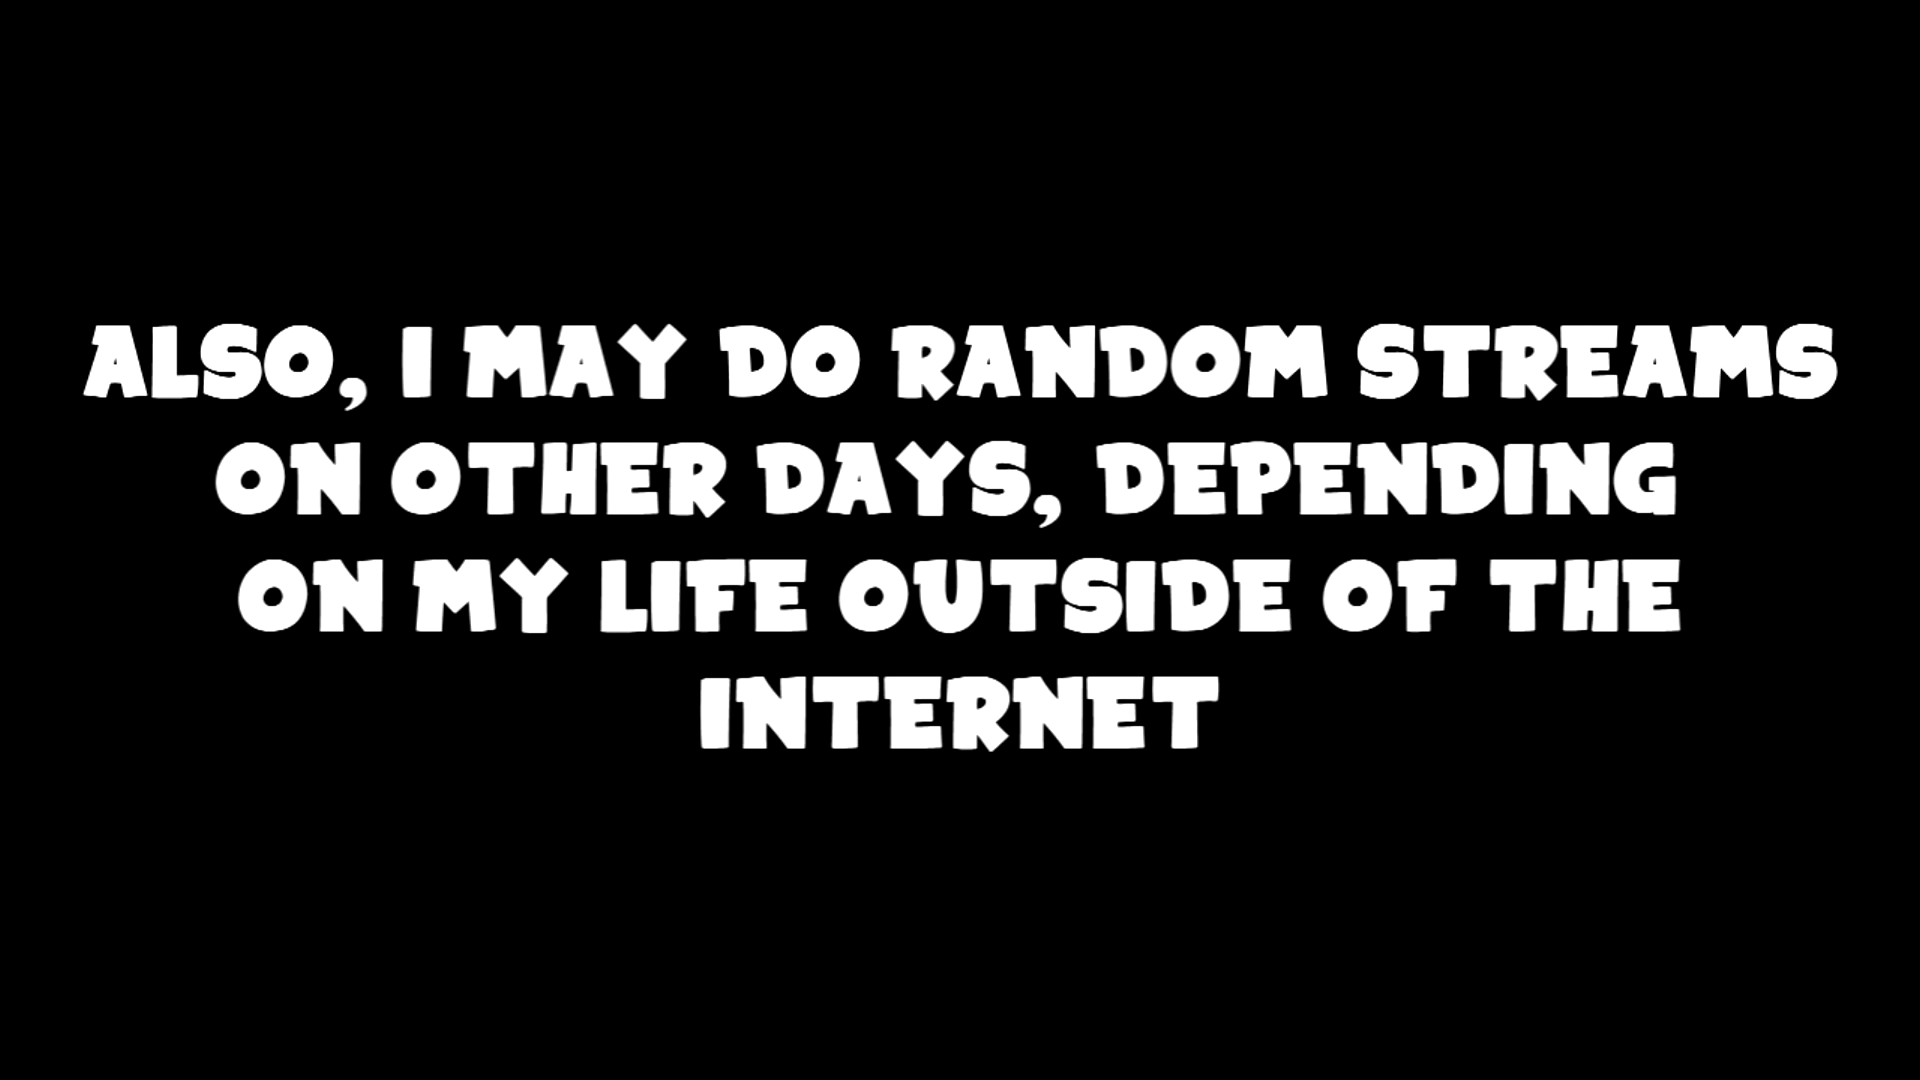 ALSO, I MAY DO RANDOM STREAMS
ON OTHER DAYS, DEPENDING
ON MY LIFE OUTSIDE OF THE
INTERNET